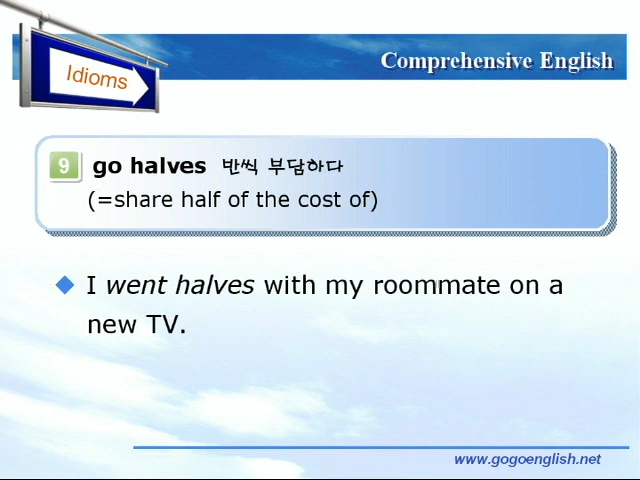 Idioms
Comprehensive English
9 go halves 반씩 부담하다
(=share half of the cost of)
I went halves with my roommate on a
new TV.
www.gogoenglish.net